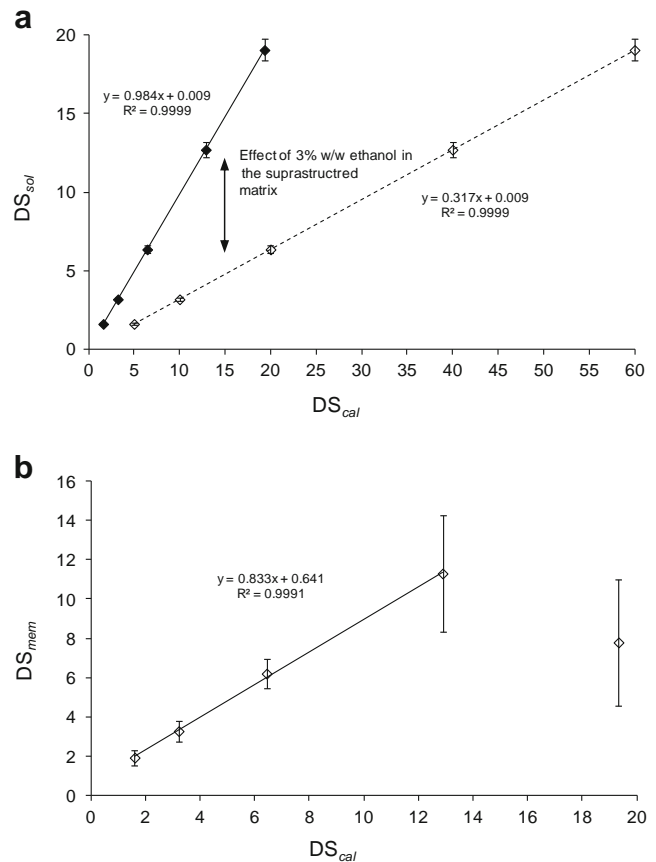 a
20
15
10
5
0
DSsol
y = 0.984x + 0.009
R² = 0.9999
Effect of 3% w/w ethanol in
the suprastructred
matrix
y = 0.317x + 0.009
R² = 0.9999
0 5 10 15 20 25 30 35 40 45 50 55 60
DScal
b
16
14
12
10
8
6
4
2
0
DSmem
y = 0.833x + 0.641
R² = 0.9991
0 2 4 6 8 10 12 14 16 18 20
DScal